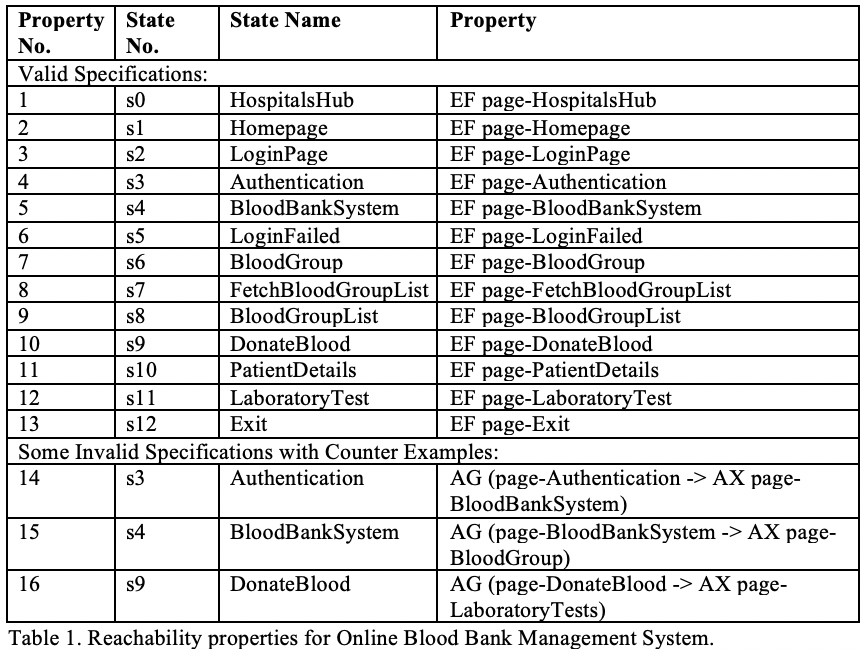 Property No. State No. State Name Property
Valid Specifications:
1 s0 HospitalsHub EF page-HospitalsHub
2 s1 Homepage EF page-Homepage
3 s2 LoginPage EF page-LoginPage
4 s3 Authentication EF page-Authentication
5 s4 BloodBankSystem EF page-BloodBankSystem
6 s5 LoginFailed EF page-LoginFailed
7 s6 BloodGroup EF page-BloodGroup
8 s7 FetchBloodGroupList EF page-FetchBloodGroupList
9 s8 BloodGroupList EF page-BloodGroupList
10 s9 DonateBlood EF page-DonateBlood
11 s10 PatientDetails EF page-PatientDetails
12 s11 LaboratoryTest EF page-LaboratoryTest
13 s12 Exit EF page-Exit
Some Invalid Specifications with Counter Examples:
14 s3 Authentication AG (page-Authentication -> AX page-
BloodBankSystem)
15 s4 BloodBankSystem AG (page-BloodBankSystem -> AX page-
BloodGroup)
16 s9 DonateBlood AG (page-DonateBlood -> AX page-
LaboratoryTests)
Table 1. Reachability properties for Online Blood Bank Management System.